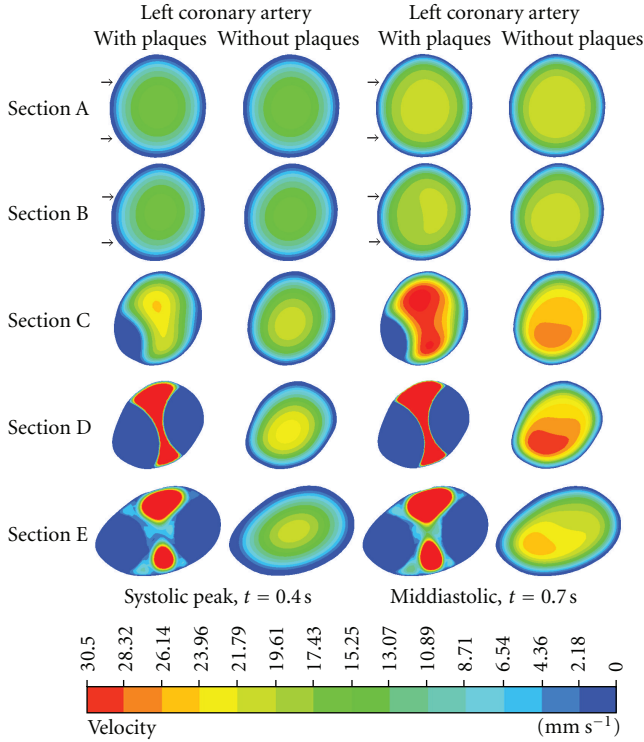 Left coronary artery Left coronary artery
With plaques Without plaques With plaques Without plaques
→ →
Section A
→ →
→ →
Section B
→ →
Section C
Section D
Section E
Systolic peak, t = 0.4 s Middiastolic, t = 0.7 s
30.5 28.32 26.14 23.96 21.79 19.61 17.43 15.25 13.07 10.89 8.71 6.54 4.36 2.18 0
Velocity (mm s⁻¹)